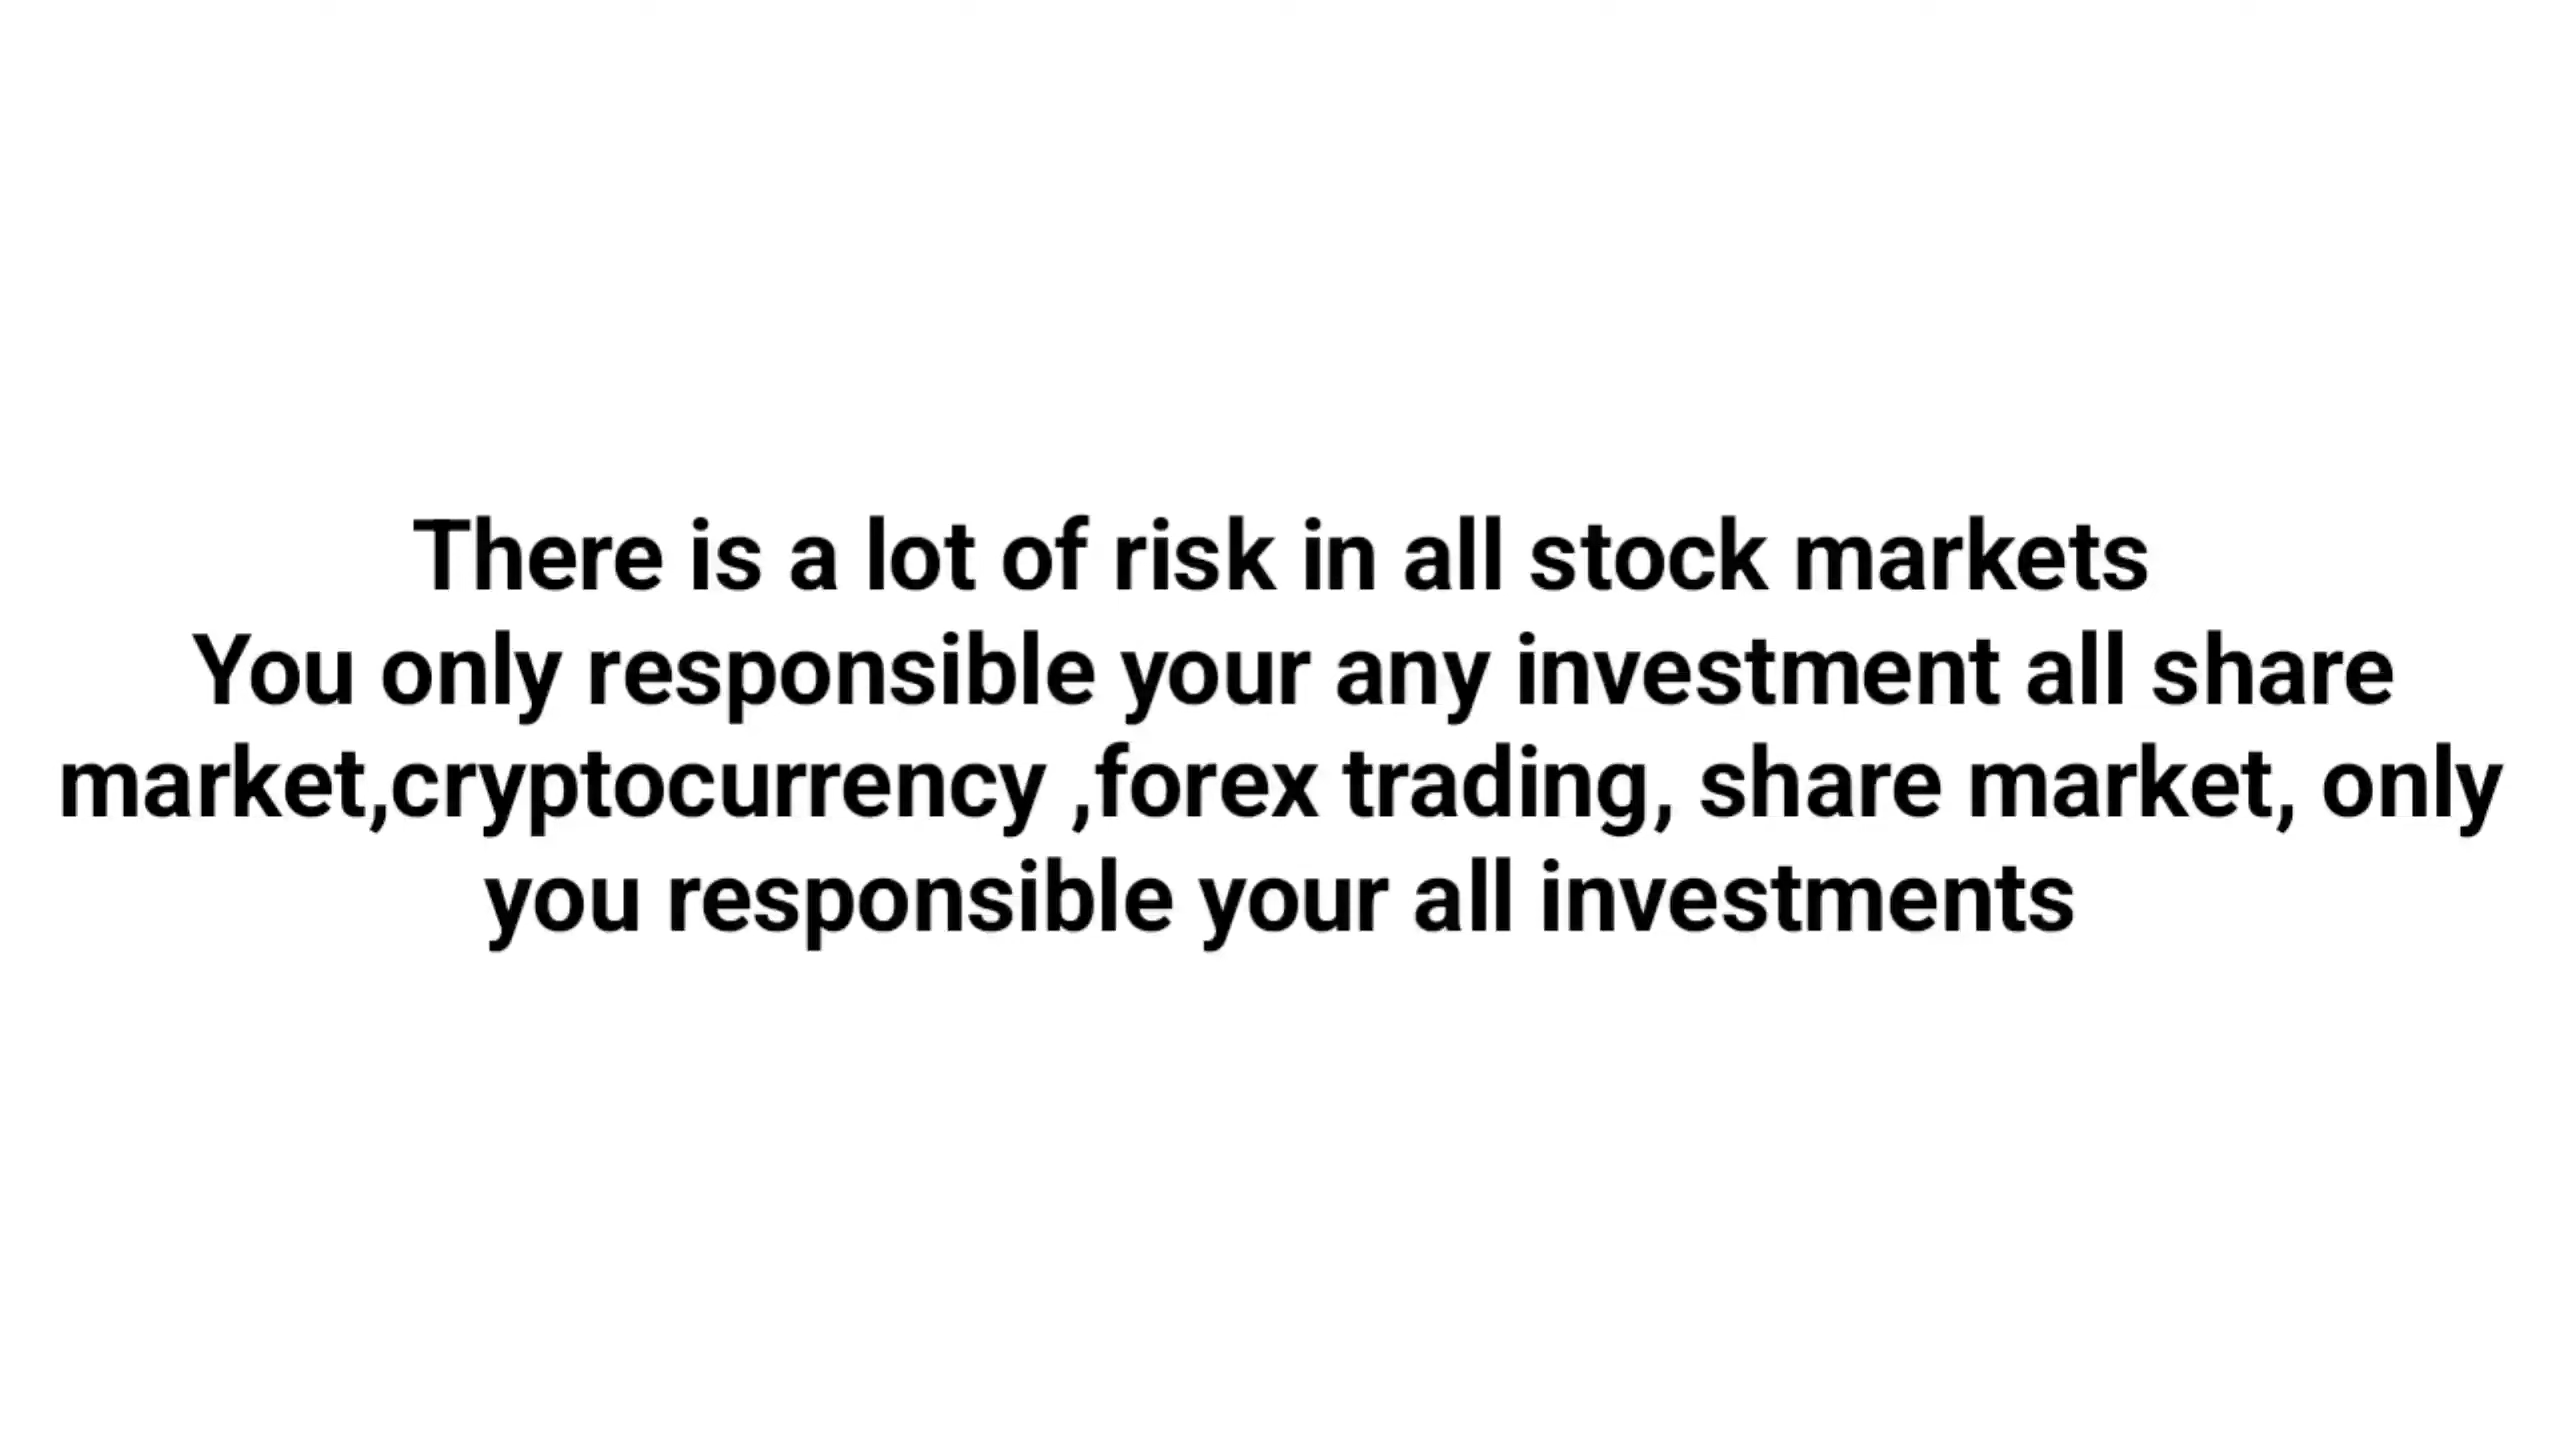 There is a lot of risk in all stock markets
You only responsible your any investment all share
market,cryptocurrency ,forex trading, share market, only
you responsible your all investments